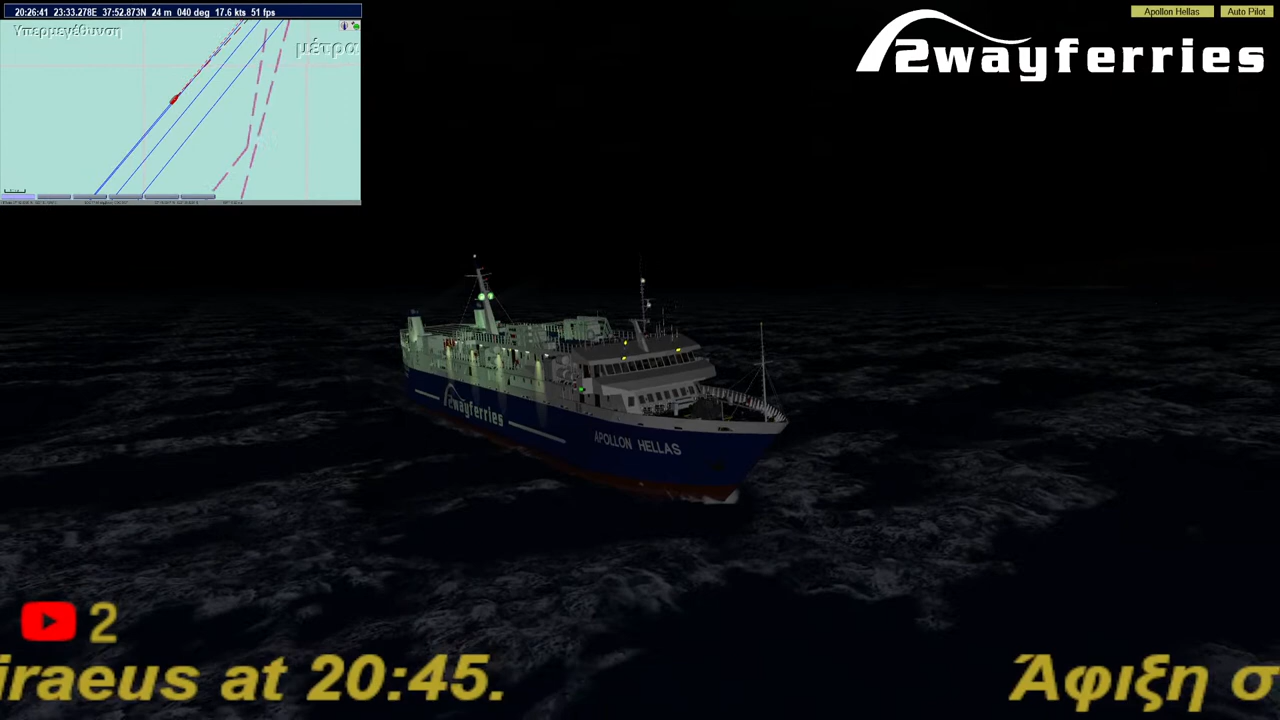 20:26:41 23:33.278E 37:52.873N 24 m 040 deg 17.6 kts 51 fps
Apollon Hellas
Auto Pilot
Υπερμεγέθυνση
μέτρα
2wayferries
2wayferries
APOLLON HELLAS
2
iraeus at 20:45.
Άφιξη σ